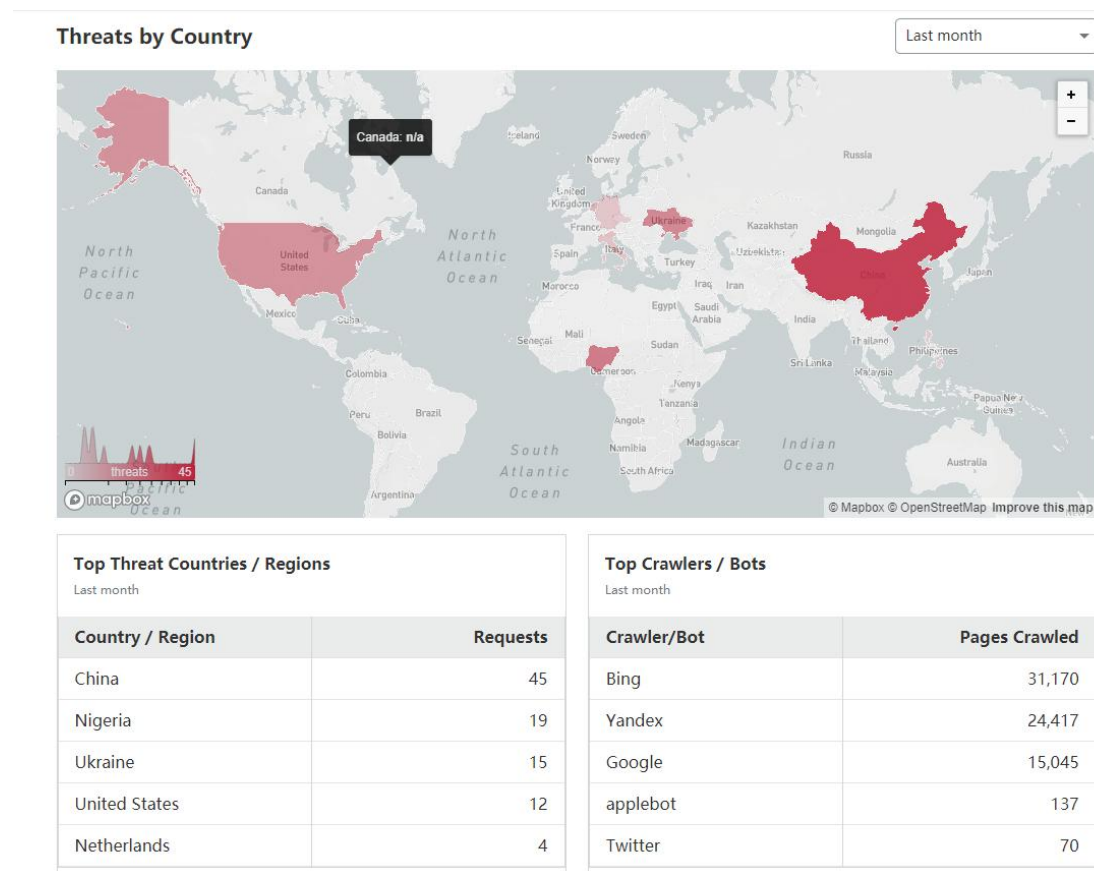 Threats by Country
Last month
+
−
Canada: n/a
Iceland
Sweden
Norway
Russia
Canada
United
Kingdom
Ukraine
France
Kazakhstan
Mongolia
North
Pacific
Ocean
United
States
North
Atlantic
Ocean
Spain
Italy
Turkey
Uzbekistan
China
Japan
Morocco
Iraq
Iran
Mexico
Cuba
Egypt
Saudi
Arabia
India
Senegal
Mali
Sudan
Thailand
Philippines
Cameroon
Sri Lanka
Malaysia
Colombia
Kenya
Tanzania
Papua New
Guinea
Peru
Brazil
Angola
Bolivia
Namibia
Madagascar
South
Atlantic
Ocean
Indian
Ocean
South Africa
Australia
Argentina
0 threats 45
mapbox
Pacific
Ocean
© Mapbox © OpenStreetMap Improve this map
Top Threat Countries / Regions
Last month
Country / Region Requests
China 45
Nigeria 19
Ukraine 15
United States 12
Netherlands 4
Top Crawlers / Bots
Last month
Crawler/Bot Pages Crawled
Bing 31,170
Yandex 24,417
Google 15,045
applebot 137
Twitter 70